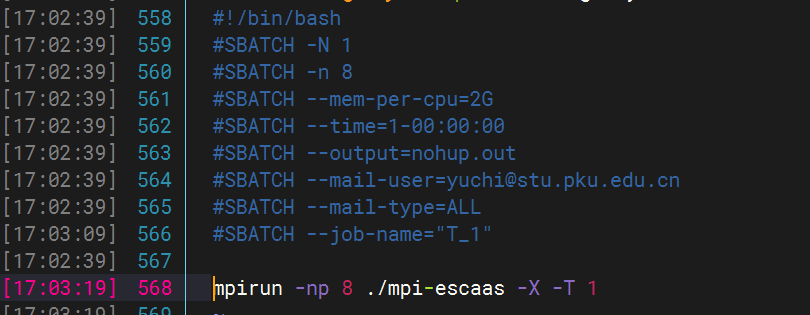 [17:02:39] 558 #!/bin/bash
[17:02:39] 559 #SBATCH -N 1
[17:02:39] 560 #SBATCH -n 8
[17:02:39] 561 #SBATCH --mem-per-cpu=2G
[17:02:39] 562 #SBATCH --time=1-00:00:00
[17:02:39] 563 #SBATCH --output=nohup.out
[17:02:39] 564 #SBATCH --mail-user=yuchi@stu.pku.edu.cn
[17:02:39] 565 #SBATCH --mail-type=ALL
[17:03:09] 566 #SBATCH --job-name="T_1"
[17:02:39] 567
[17:03:19] 568 mpirun -np 8 ./mpi-escaas -X -T 1